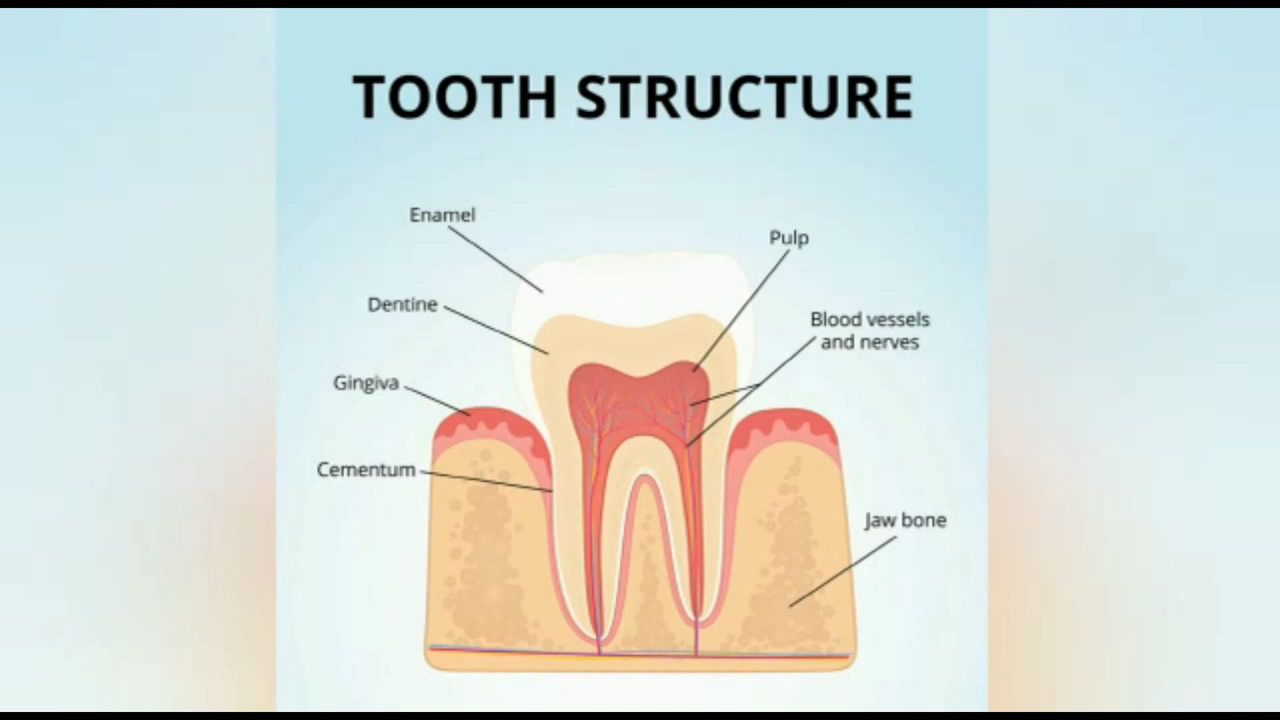 TOOTH STRUCTURE
Enamel
Pulp
Dentine
Blood vessels
and nerves
Gingiva
Cementum
Jaw bone